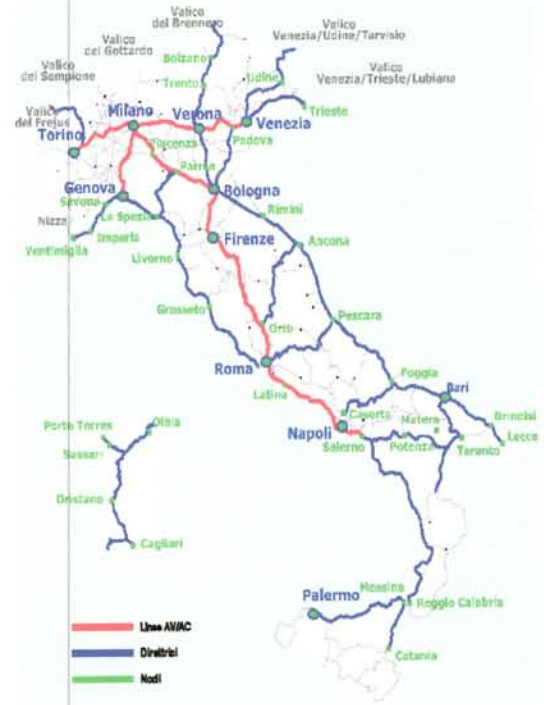 Valico
del Brennero
Valico
del Gottardo
Valico
del Sempione
Valico
del Frejus
Valico
Venezia/Udine/Tarvisio
Valico
Venezia/Trieste/Lubiana
Bolzano
Trento
Udine
Trieste
Torino
Milano
Verona
Venezia
Padova
Piacenza
Parma
Genova
Savona
La Spezia
Bologna
Rimini
Nizza
Imperia
Ventimiglia
Firenze
Ancona
Livorno
Grosseto
Orte
Pescara
Roma
Latina
Foggia
Bari
Caserta
Matera
Brindisi
Napoli
Salerno
Potenza
Taranto
Lecce
Porto Torres
Olbia
Sassari
Oristano
Cagliari
Palermo
Messina
Reggio Calabria
Catania
Linee AV/AC
Direttrici
Nodi